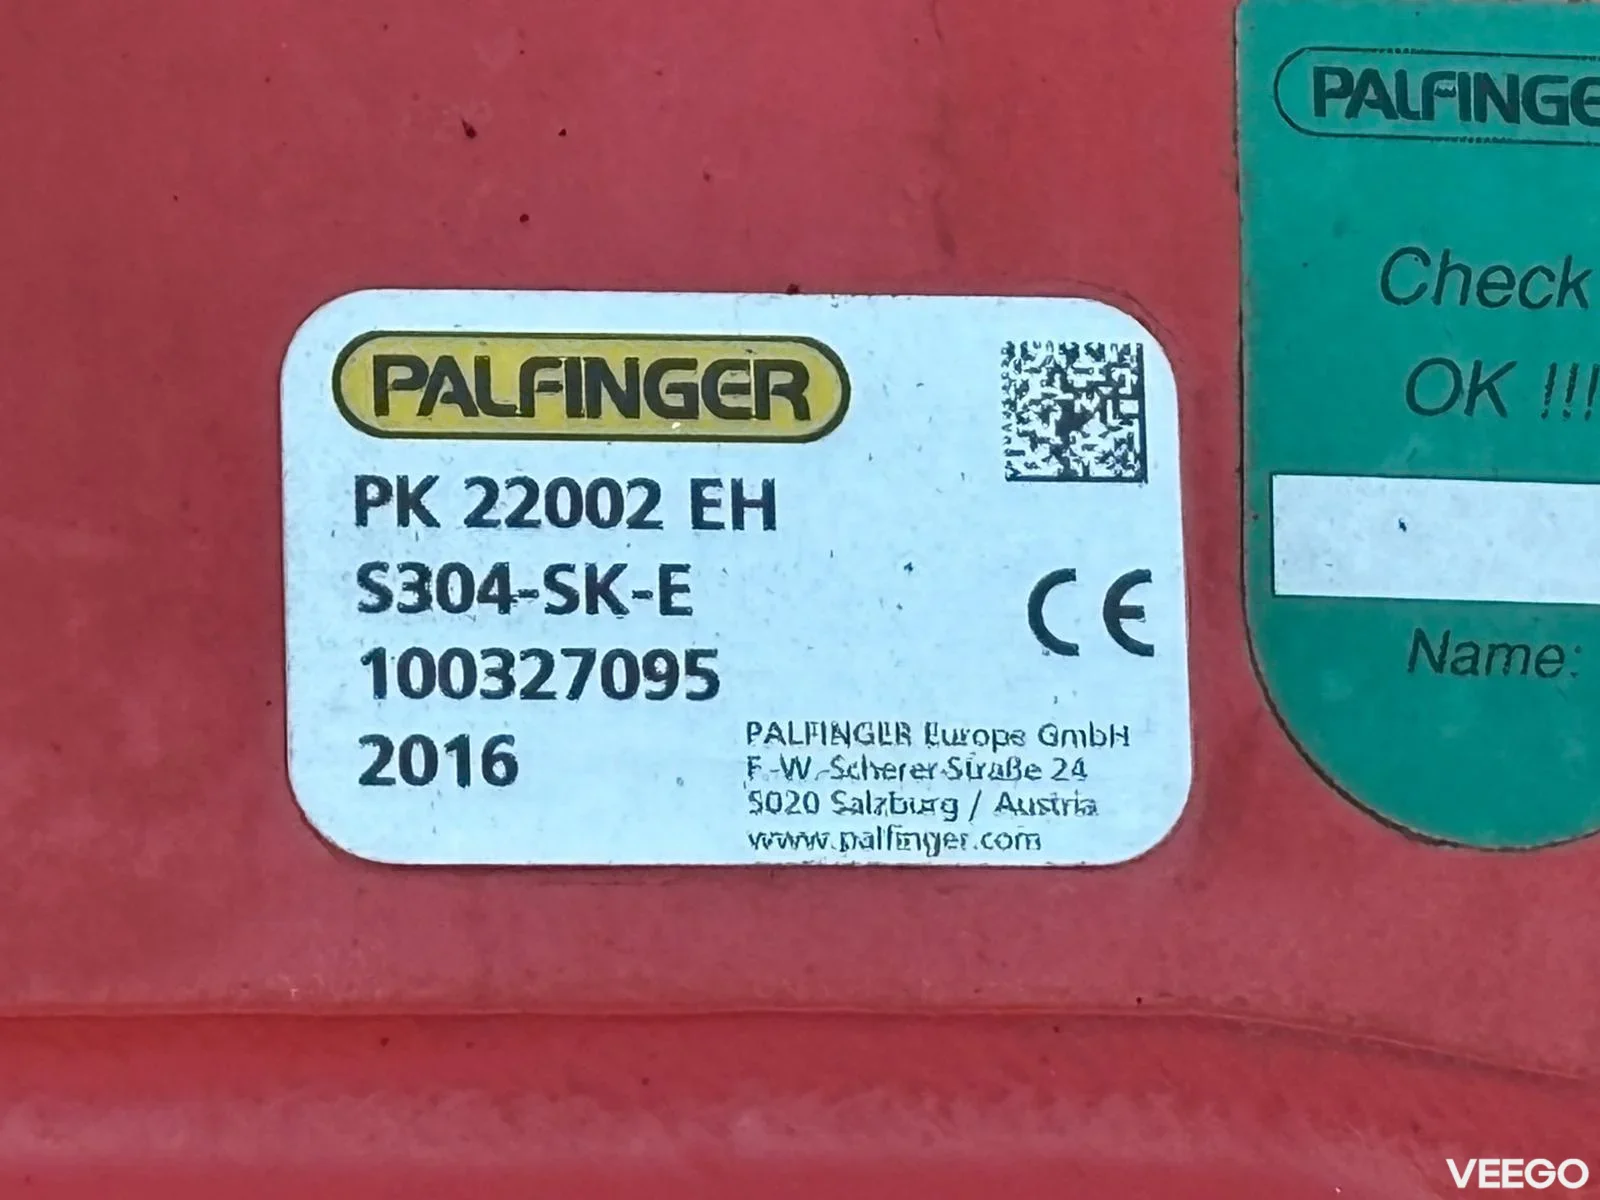 PALFINGER
PK 22002 EH
S304-SK-E
100327095
2016
PALFINGER Europe GmbH
F.-W.-Scherer-Straße 24
5020 Salzburg / Austria
www.palfinger.com
CE
PALFINGE
Check
OK !!!
Name:
VEEGO